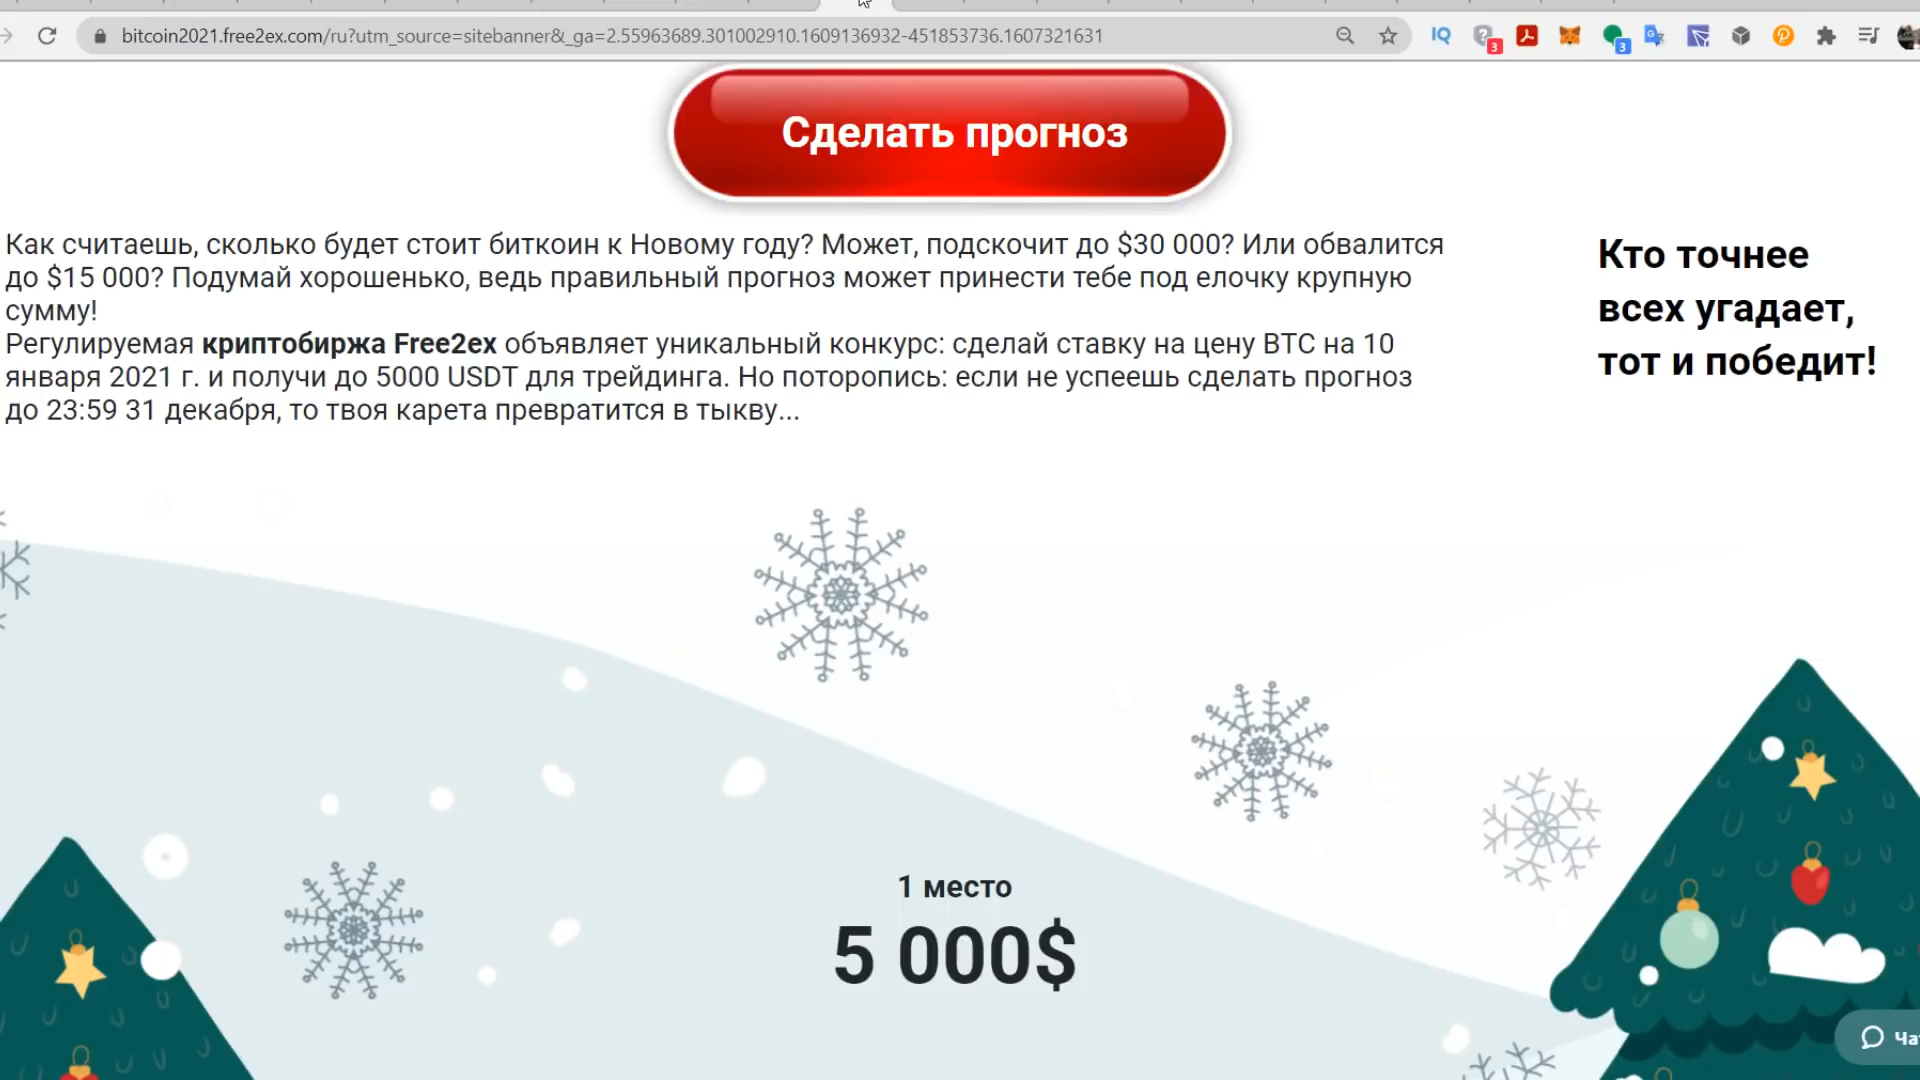 bitcoin2021.free2ex.com/ru?utm_source=sitebanner&_ga=2.55963689.301002910.1609136932-451853736.1607321631
IQ
3
3
Сделать прогноз
Как считаешь, сколько будет стоит биткоин к Новому году? Может, подскочит до $30 000? Или обвалится
до $15 000? Подумай хорошенько, ведь правильный прогноз может принести тебе под елочку крупную
сумму!
Регулируемая криптобиржа Free2ex объявляет уникальный конкурс: сделай ставку на цену BTC на 10
января 2021 г. и получи до 5000 USDT для трейдинга. Но поторопись: если не успеешь сделать прогноз
до 23:59 31 декабря, то твоя карета превратится в тыкву...
Кто точнее
всех угадает,
тот и победит!
1 место
5 000$
Ча